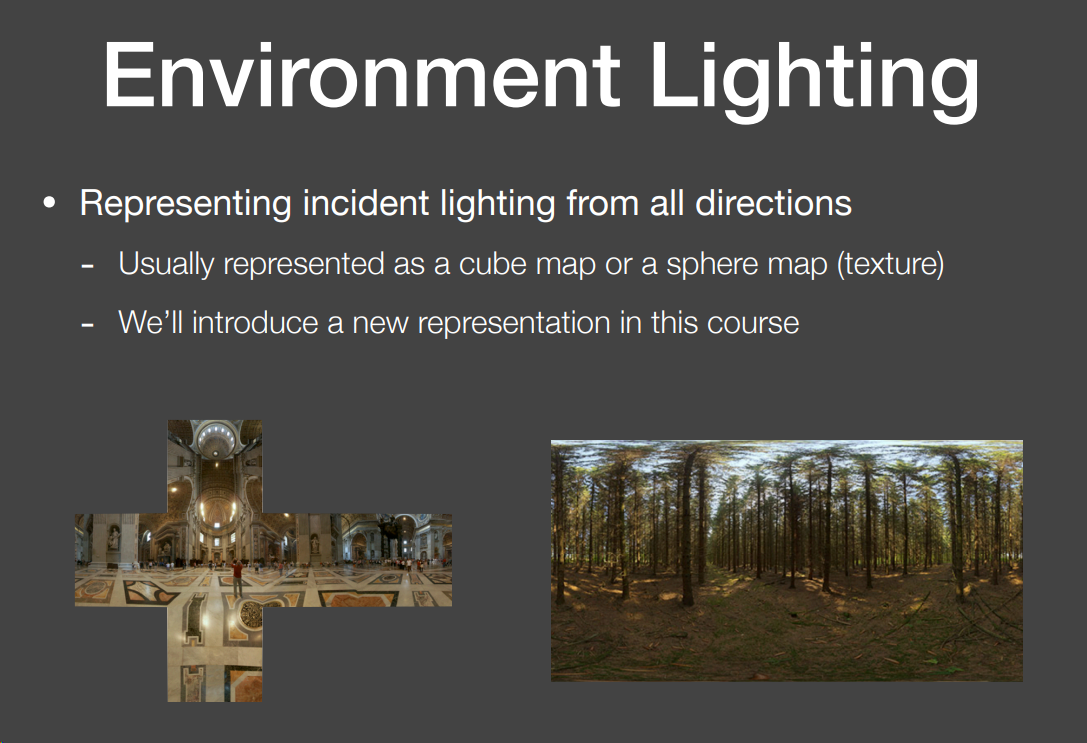 Environment Lighting
• Representing incident lighting from all directions
- Usually represented as a cube map or a sphere map (texture)
- We’ll introduce a new representation in this course